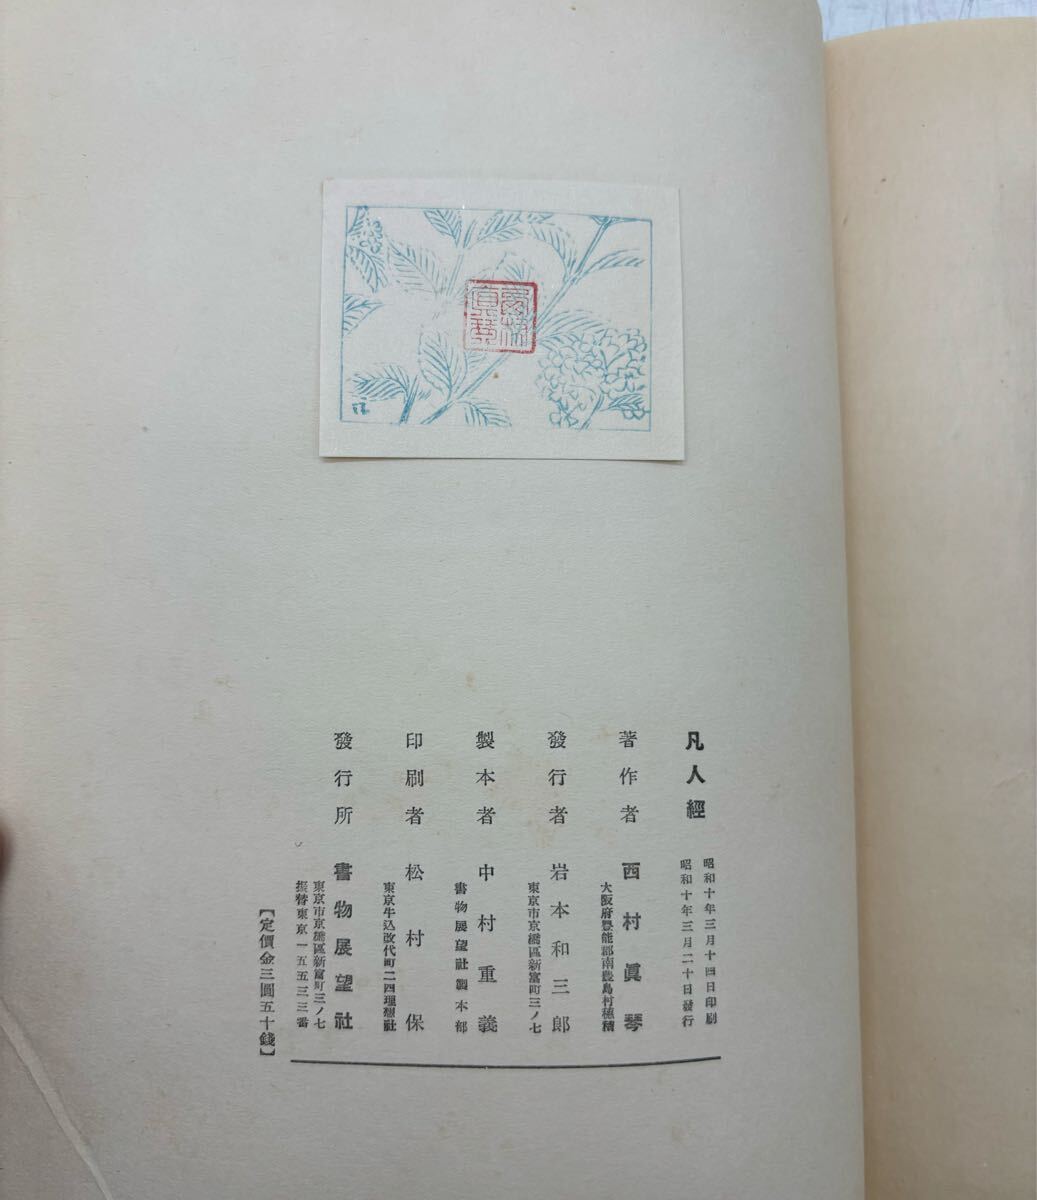 凡人經
昭和十年三月十四日印刷
昭和十年三月二十日發行
著作者 西村眞琴
大阪府豐能郡南豊島村穗積
發行者 岩本和三郎
東京市京橋區新富町三ノ七
製本者 中村重義
書物展望社製本部
印刷者 松村保
東京牛込改代町二四理想社
發行所 書物展望社
東京市京橋區新富町三ノ七
振替東京一五五三三番
【定價金三圓五十錢】
西村
眞琴